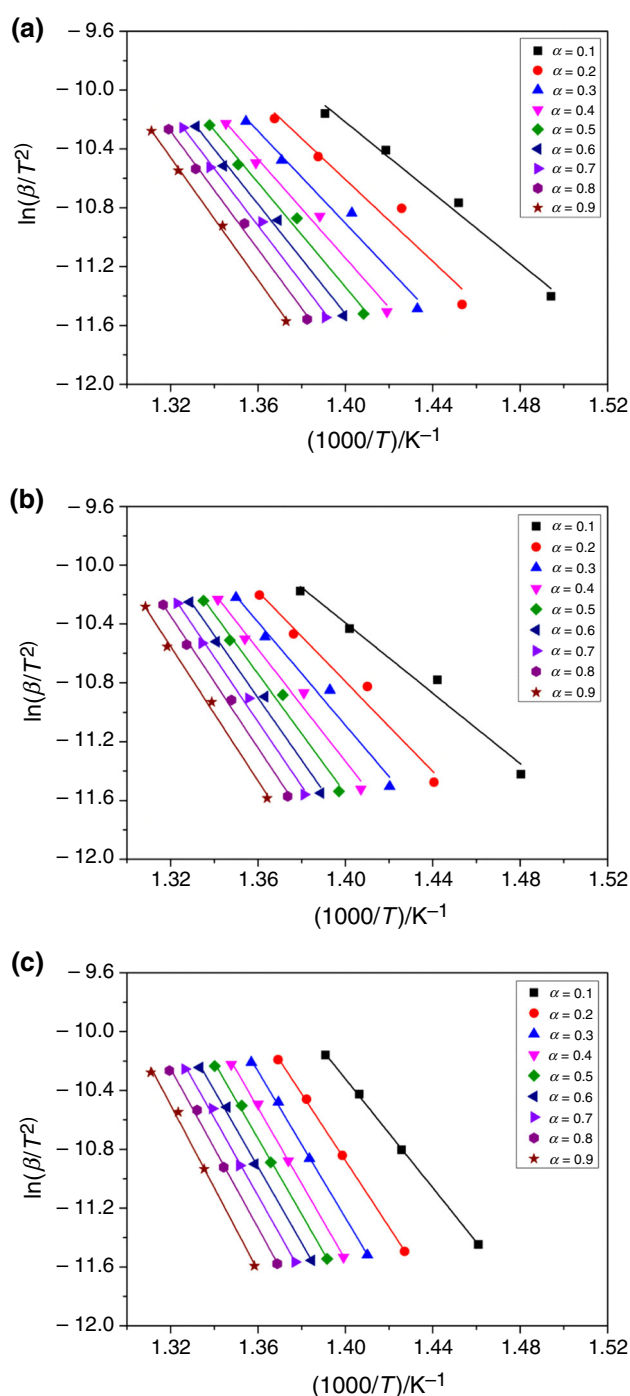 (a)
– 9.6
– 10.0
– 10.4
– 10.8
– 11.2
– 11.6
– 12.0
ln(β/T²)
1.32 1.36 1.40 1.44 1.48 1.52
(1000/T)/K⁻¹
α = 0.1
α = 0.2
α = 0.3
α = 0.4
α = 0.5
α = 0.6
α = 0.7
α = 0.8
α = 0.9
(b)
– 9.6
– 10.0
– 10.4
– 10.8
– 11.2
– 11.6
– 12.0
ln(β/T²)
1.32 1.36 1.40 1.44 1.48 1.52
(1000/T)/K⁻¹
α = 0.1
α = 0.2
α = 0.3
α = 0.4
α = 0.5
α = 0.6
α = 0.7
α = 0.8
α = 0.9
(c)
– 9.6
– 10.0
– 10.4
– 10.8
– 11.2
– 11.6
– 12.0
ln(β/T²)
1.32 1.36 1.40 1.44 1.48 1.52
(1000/T)/K⁻¹
α = 0.1
α = 0.2
α = 0.3
α = 0.4
α = 0.5
α = 0.6
α = 0.7
α = 0.8
α = 0.9